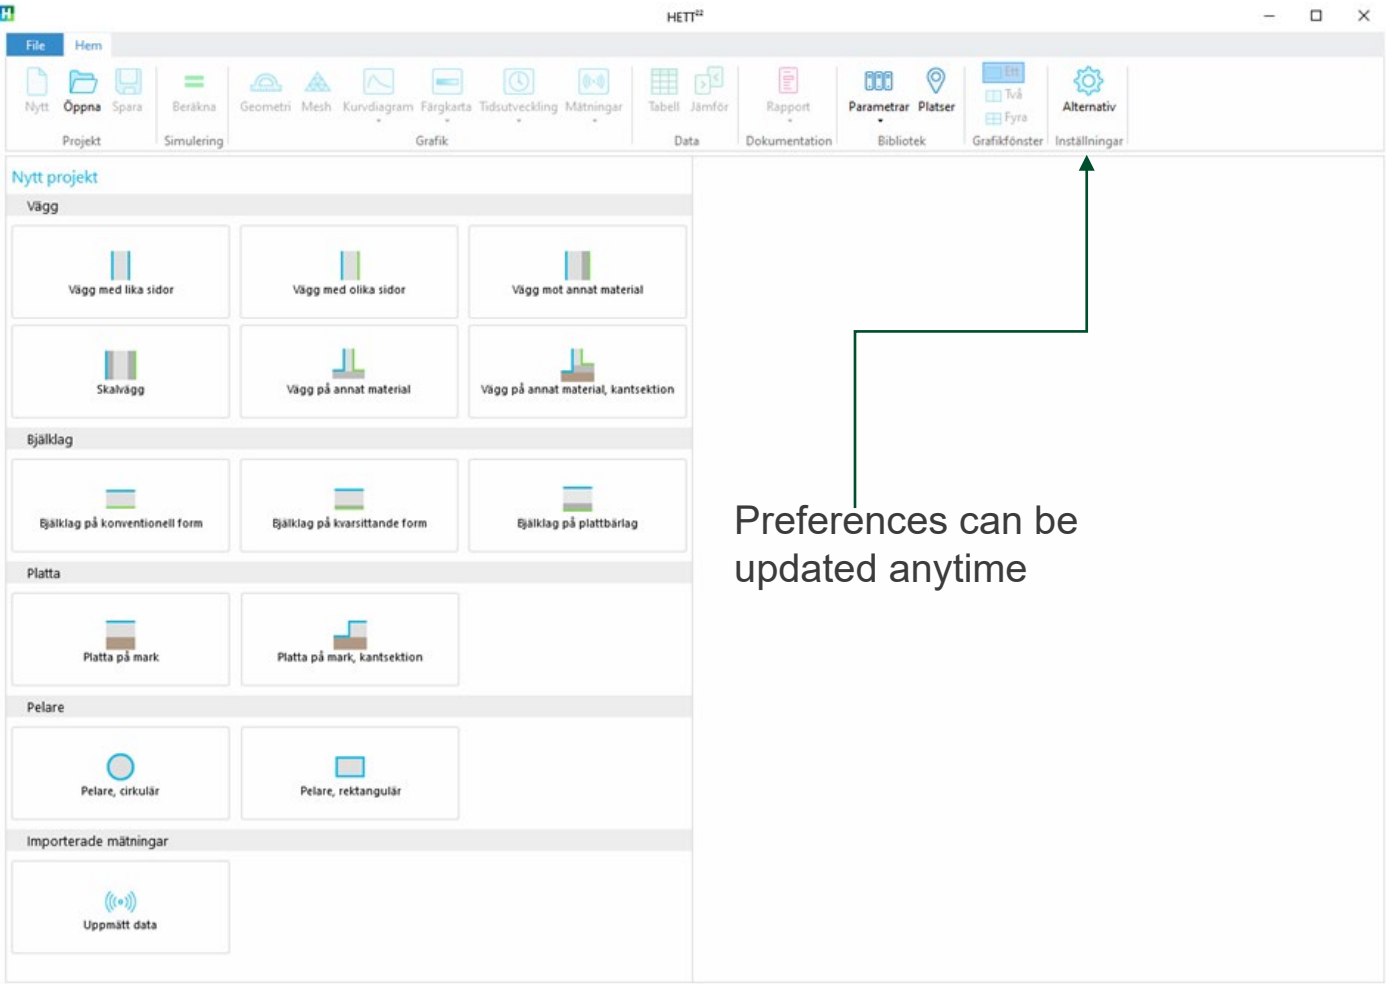 H
HETT²²
File Hem
Nytt Öppna Spara Beräkna Geometri Mesh Kurvdiagram Färgkarta Tidsutveckling Mätningar Tabell Jämför Rapport Parametrar Platser Ett Två Fyra Alternativ
Projekt Simulering Grafik Data Dokumentation Bibliotek Grafikfönster Inställningar
Nytt projekt
Vägg
Vägg med lika sidor Vägg med olika sidor Vägg mot annat material
Skalvägg Vägg på annat material Vägg på annat material, kantsektion
Bjälklag
Bjälklag på konventionell form Bjälklag på kvarsittande form Bjälklag på plattbärlag
Platta
Platta på mark Platta på mark, kantsektion
Pelare
Pelare, cirkulär Pelare, rektangulär
Importerade mätningar
Uppmätt data
Preferences can be
updated anytime